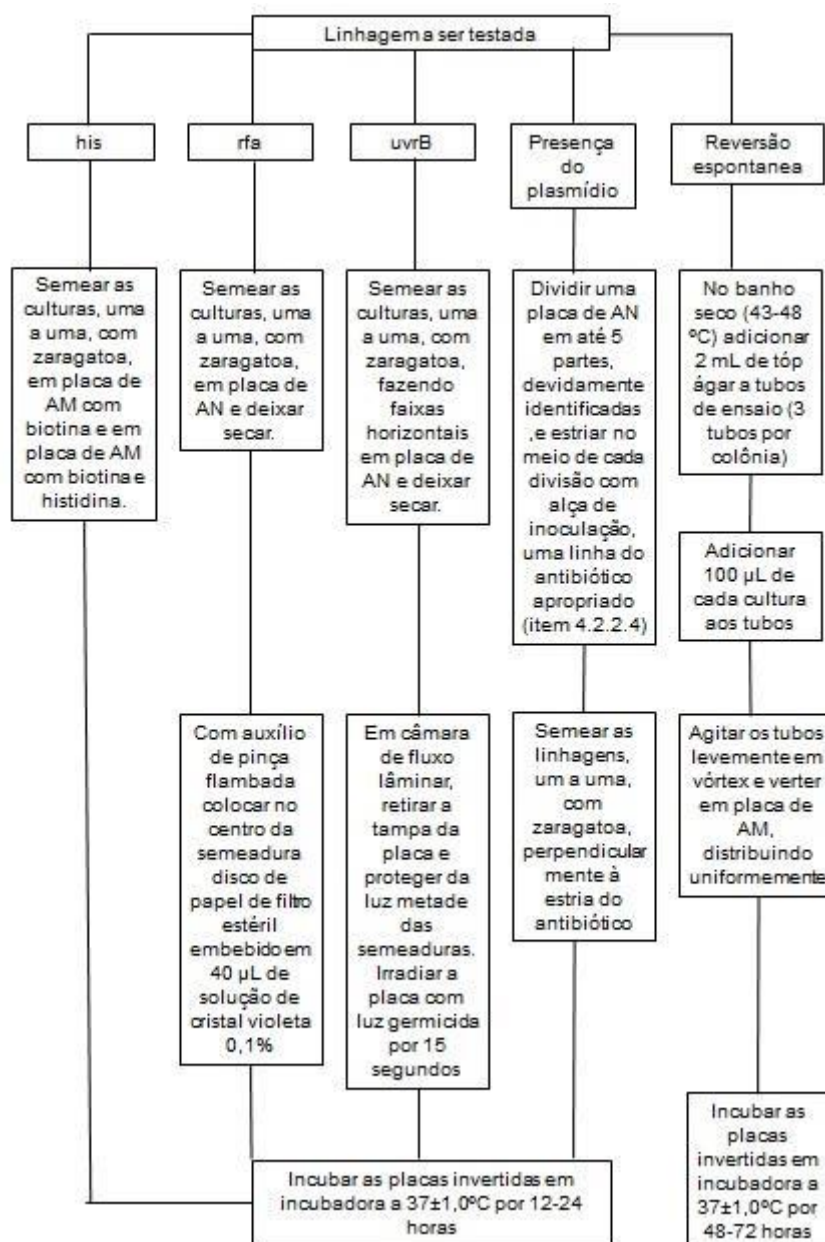 Linhagem a ser testada
his
rfa
uvrB
Presença
do
plasmídio
Reversão
espontanea
Semear as
culturas, uma
a uma, com
zaragatoa,
em placa de
AM com
biotina e em
placa de AM
com biotina e
histidina.
Semear as
culturas, uma
a uma, com
zaragatoa,
em placa de
AN e deixar
secar.
Semear as
culturas, uma
a uma, com
zaragatoa,
fazendo
faixas
horizontais
em placa de
AN e deixar
secar.
Dividir uma
placa de AN
em até 5
partes,
devidamente
identificadas
,e estriar no
meio de cada
divisão com
alça de
inoculação,
uma linha do
antibiótico
apropriado
(item 4.2.2.4)
No banho
seco (43-48
ºC) adicionar
2 mL de tóp
ágar a tubos
de ensaio (3
tubos por
colônia)
Adicionar
100 µL de
cada cultura
aos tubos
Com auxílio
de pinça
flambada
colocar no
centro da
semeadura
disco de
papel de filtro
estéril
embebido em
40 µL de
solução de
cristal violeta
0,1%
Em câmara
de fluxo
lâminar,
retirar a
tampa da
placa e
proteger da
luz metade
das
semeaduras.
Irradiar a
placa com
luz germicida
por 15
segundos
Semear as
linhagens,
um a uma,
com
zaragatoa,
perpendicular
mente à
estria do
antibiótico
Agitar os tubos
levemente em
vórtex e verter
em placa de
AM,
distribuindo
uniformemente
Incubar as placas invertidas em
incubadora a 37±1,0ºC por 12-24
horas
Incubar as
placas
invertidas em
incubadora a
37±1,0ºC por
48-72 horas